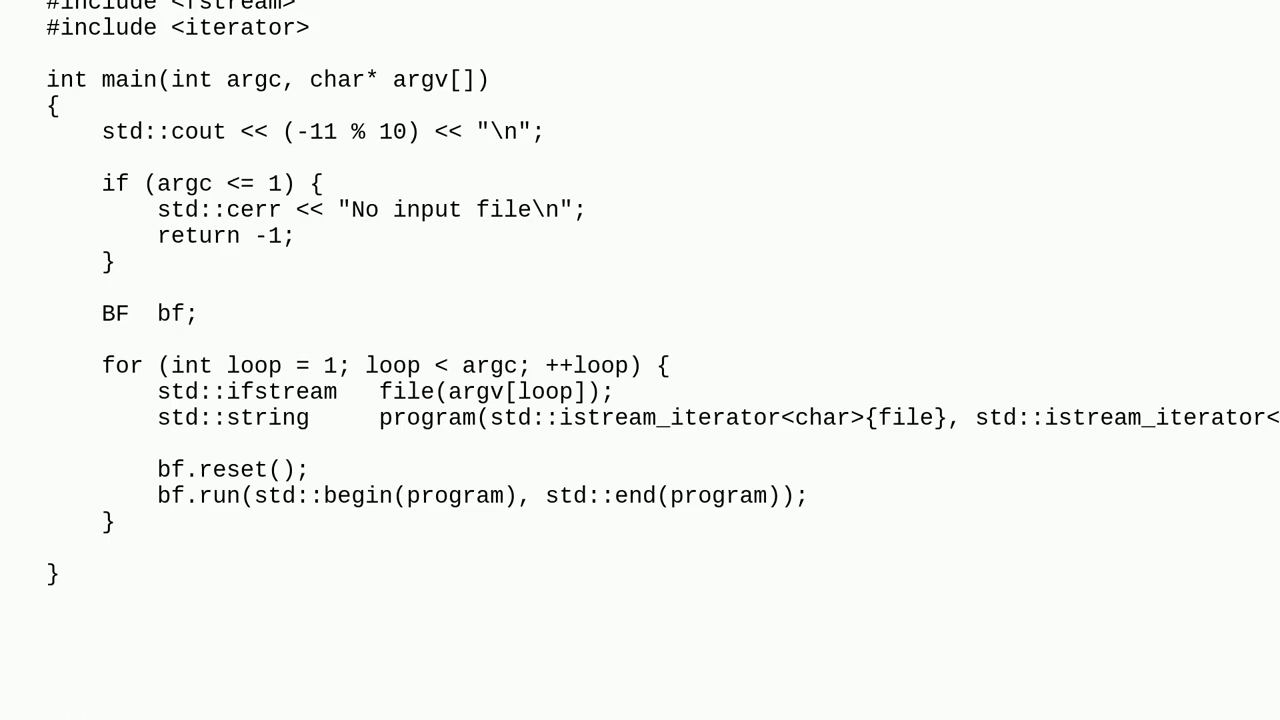 #include <fstream>
#include <iterator>

int main(int argc, char* argv[])
{
    std::cout << (-11 % 10) << "\n";

    if (argc <= 1) {
        std::cerr << "No input file\n";
        return -1;
    }

    BF  bf;

    for (int loop = 1; loop < argc; ++loop) {
        std::ifstream   file(argv[loop]);
        std::string     program(std::istream_iterator<char>{file}, std::istream_iterator<

        bf.reset();
        bf.run(std::begin(program), std::end(program));
    }

}